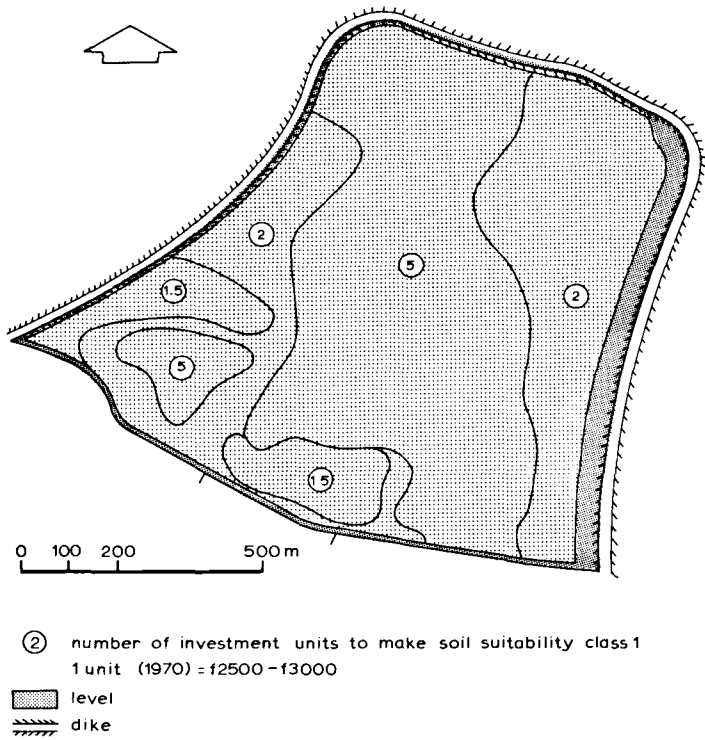 2
5
1.5
2
5
1 5
0 100 200 500 m
2 number of investment units to make soil suitability class 1
1 unit (1970) = f2500 - f3000
level
dike